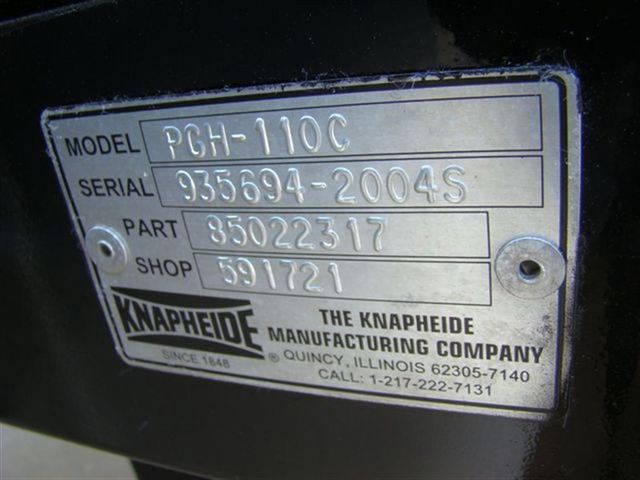 MODEL PGH-110C
SERIAL 935694-2004S
PART 85022317
SHOP 591721
KNAPHEIDE
SINCE 1848
®
THE KNAPHEIDE
MANUFACTURING COMPANY
QUINCY, ILLINOIS 62305-7140
CALL: 1-217-222-7131